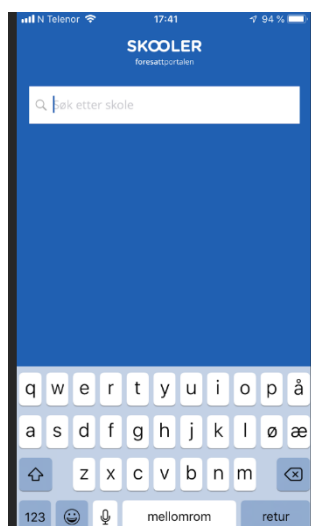 N Telenor 17:41 94 %
SKOOLER
foresattportalen
Søk etter skole
q w e r t y u i o p å
a s d f g h j k l ø æ
z x c v b n m
123 mellomrom retur